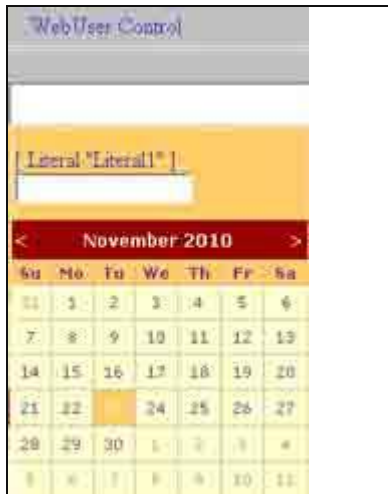 WebUser Control
[ Literal "Literal1" ]
< November 2010 >
Su Mo Tu We Th Fr Sa
31 1 2 3 4 5 6
7 8 9 10 11 12 13
14 15 16 17 18 19 20
21 22 24 25 26 27
28 29 30 1 2 3 4
5 6 7 8 9 10 11